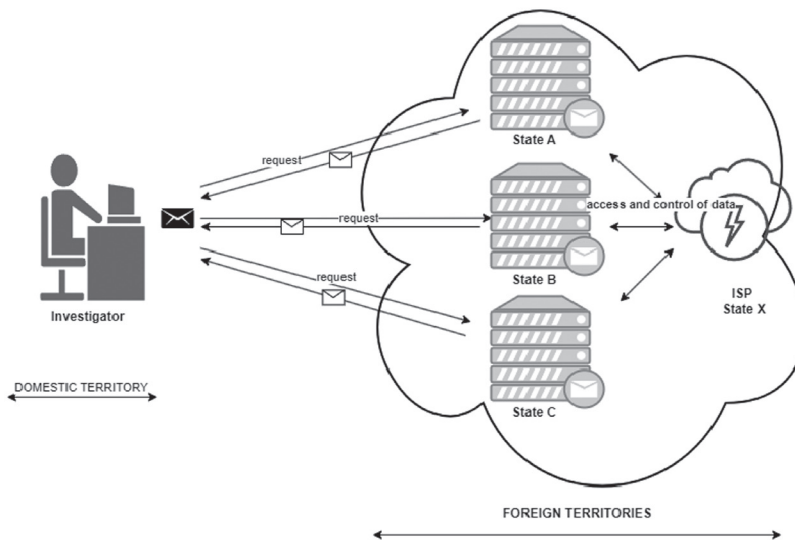 State A
request
access and control of data
request
State B
request
ISP
State X
Investigator
DOMESTIC TERRITORY
State C
FOREIGN TERRITORIES